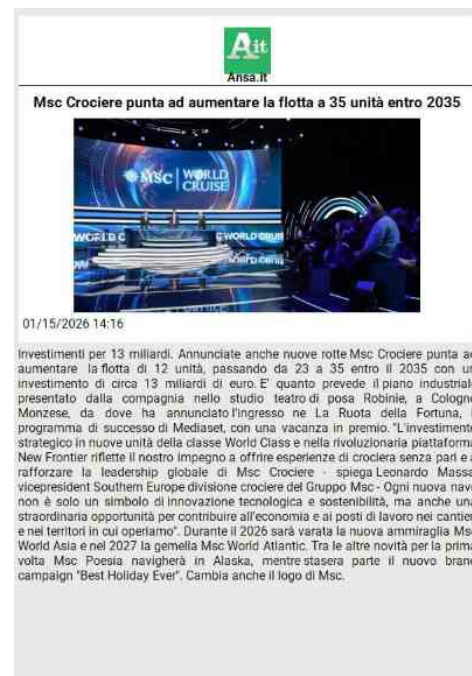 Ait
Ansa.it
Msc Crociere punta ad aumentare la flotta a 35 unità entro 2035
MSC WORLD
CRUISE
WORLD C
WORLD CRUIS
WORLD CR
01/15/2026 14:16
Investimenti per 13 miliardi. Annunciate anche nuove rotte Msc Crociere punta ad
aumentare la flotta di 12 unità, passando da 23 a 35 entro il 2035 con un
investimento di circa 13 miliardi di euro. E' quanto prevede il piano industriale
presentato dalla compagnia nello studio teatro di posa Robinie, a Cologno
Monzese, da dove ha annunciato l'ingresso ne La Ruota della Fortuna, i
programma di successo di Mediaset, con una vacanza in premio. "L'investimento
strategico in nuove unità della classe World Class e nella rivoluzionaria piattaforma
New Frontier riflette il nostro impegno a offrire esperienze di crociera senza pari e a
rafforzare la leadership globale di Msc Crociere - spiega Leonardo Massa,
vicepresident Southern Europe divisione crociere del Gruppo Msc - Ogni nuova nave
non è solo un simbolo di innovazione tecnologica e sostenibilità, ma anche una
straordinaria opportunità per contribuire all'economia e ai posti di lavoro nei cantieri
e nei territori in cui operiamo". Durante il 2026 sarà varata la nuova ammiraglia Msc
World Asia e nel 2027 la gemella Msc World Atlantic. Tra le altre novità per la prima
volta Msc Poesia navigherà in Alaska, mentre stasera parte il nuovo brand
campaign "Best Holiday Ever". Cambia anche il logo di Msc.